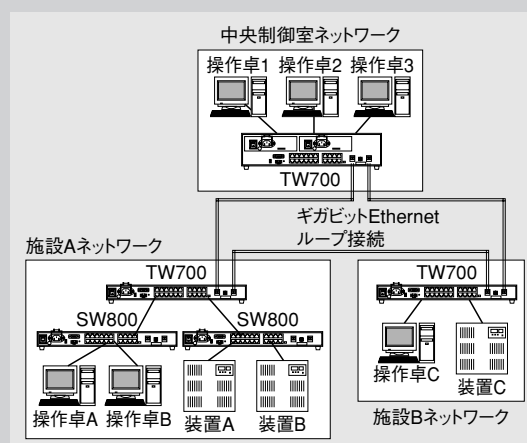 中央制御室ネットワーク
操作卓1 操作卓2 操作卓3
TW700
ギガビットEthernet
ループ接続
施設Aネットワーク
TW700
SW800 SW800
操作卓A 操作卓B 装置A 装置B
TW700
操作卓C 装置C
施設Bネットワーク